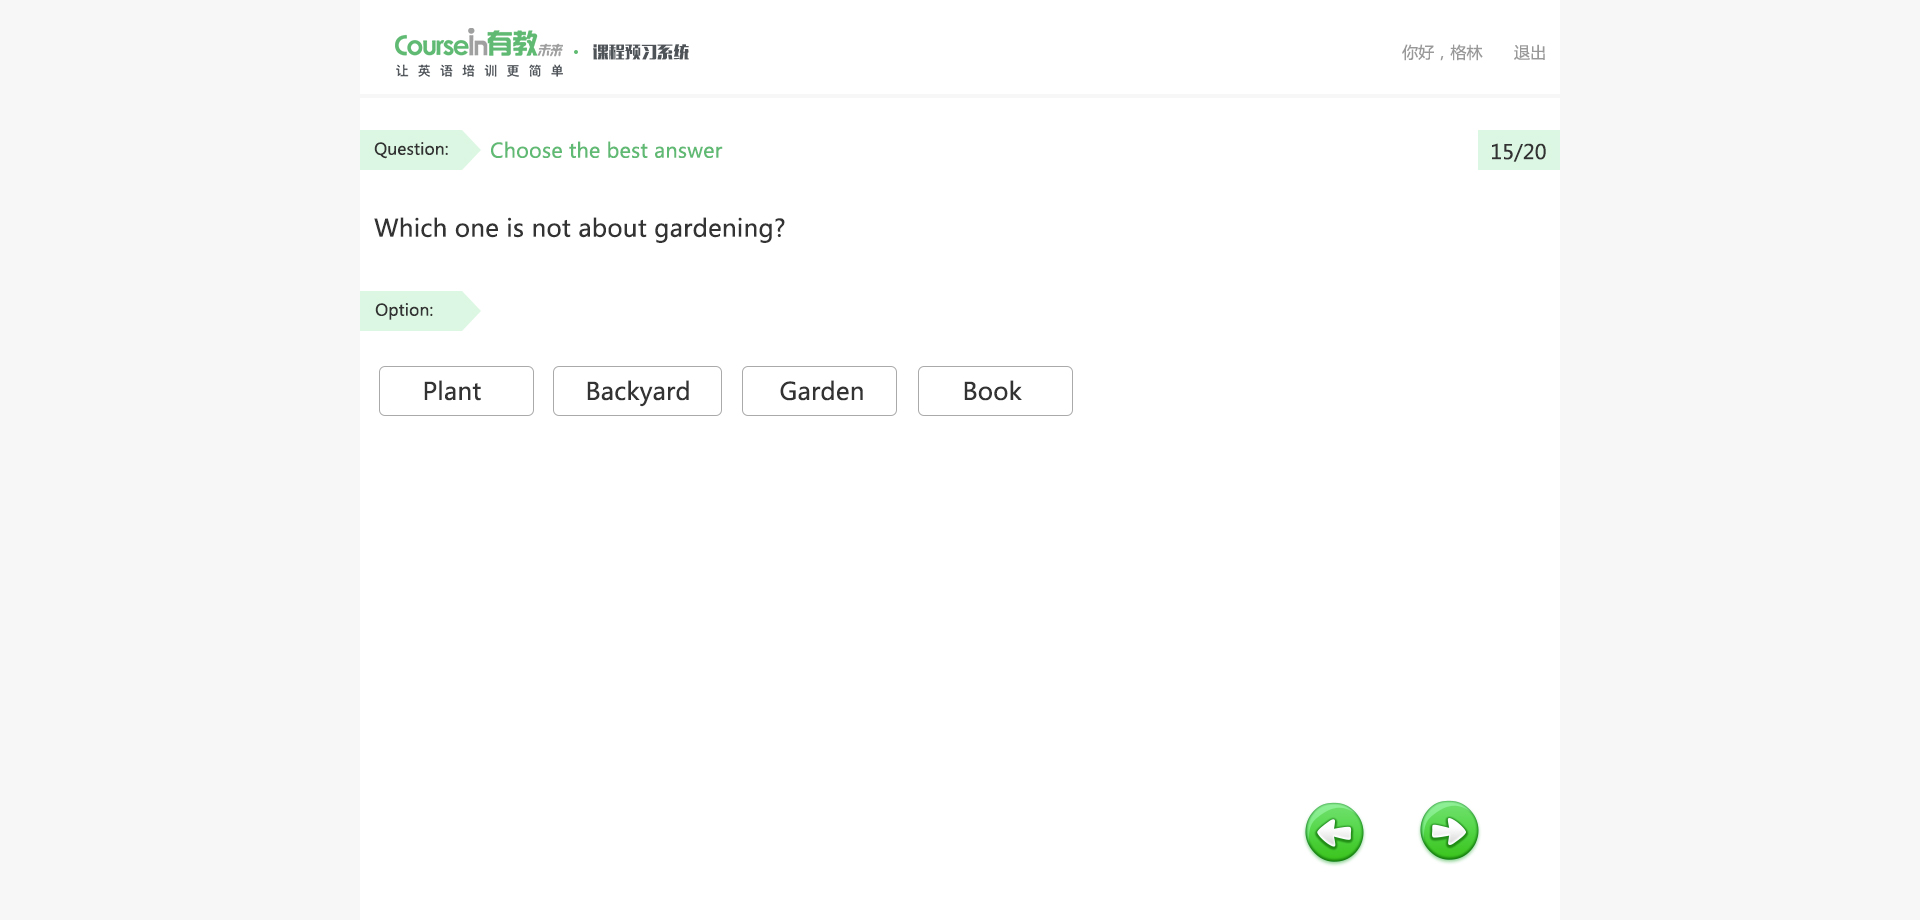 Coursein有教未来 · 课程预习系统
让英语培训更简单
你好，格林 退出
Question: Choose the best answer 15/20
Which one is not about gardening?
Option:
Plant Backyard Garden Book